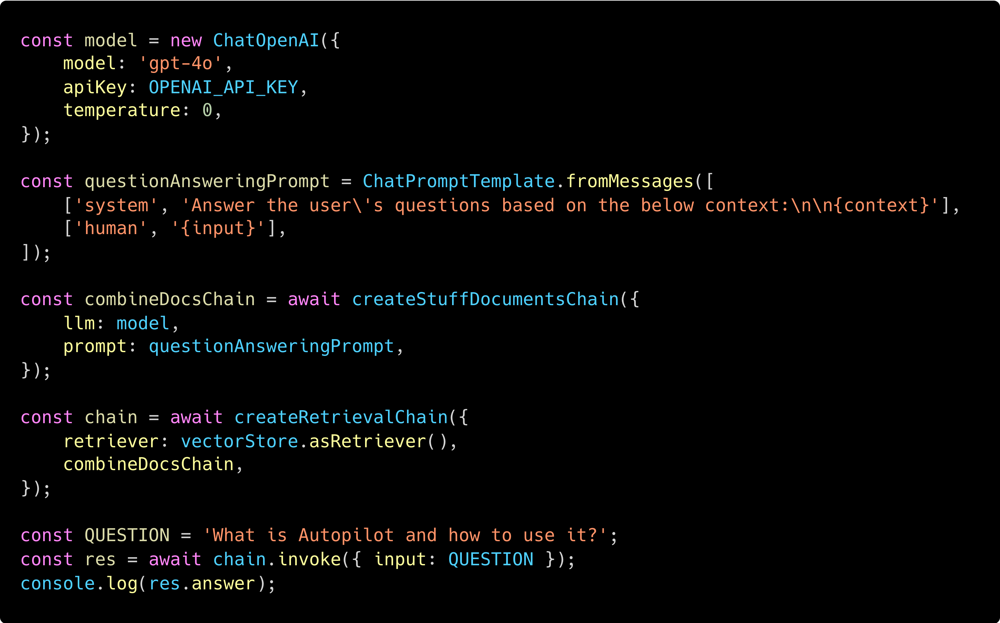 const model = new ChatOpenAI({
    model: 'gpt-4o',
    apiKey: OPENAI_API_KEY,
    temperature: 0,
});

const questionAnsweringPrompt = ChatPromptTemplate.fromMessages([
    ['system', 'Answer the user\'s questions based on the below context:\n\n{context}'],
    ['human', '{input}'],
]);

const combineDocsChain = await createStuffDocumentsChain({
    llm: model,
    prompt: questionAnsweringPrompt,
});

const chain = await createRetrievalChain({
    retriever: vectorStore.asRetriever(),
    combineDocsChain,
});

const QUESTION = 'What is Autopilot and how to use it?';
const res = await chain.invoke({ input: QUESTION });
console.log(res.answer);